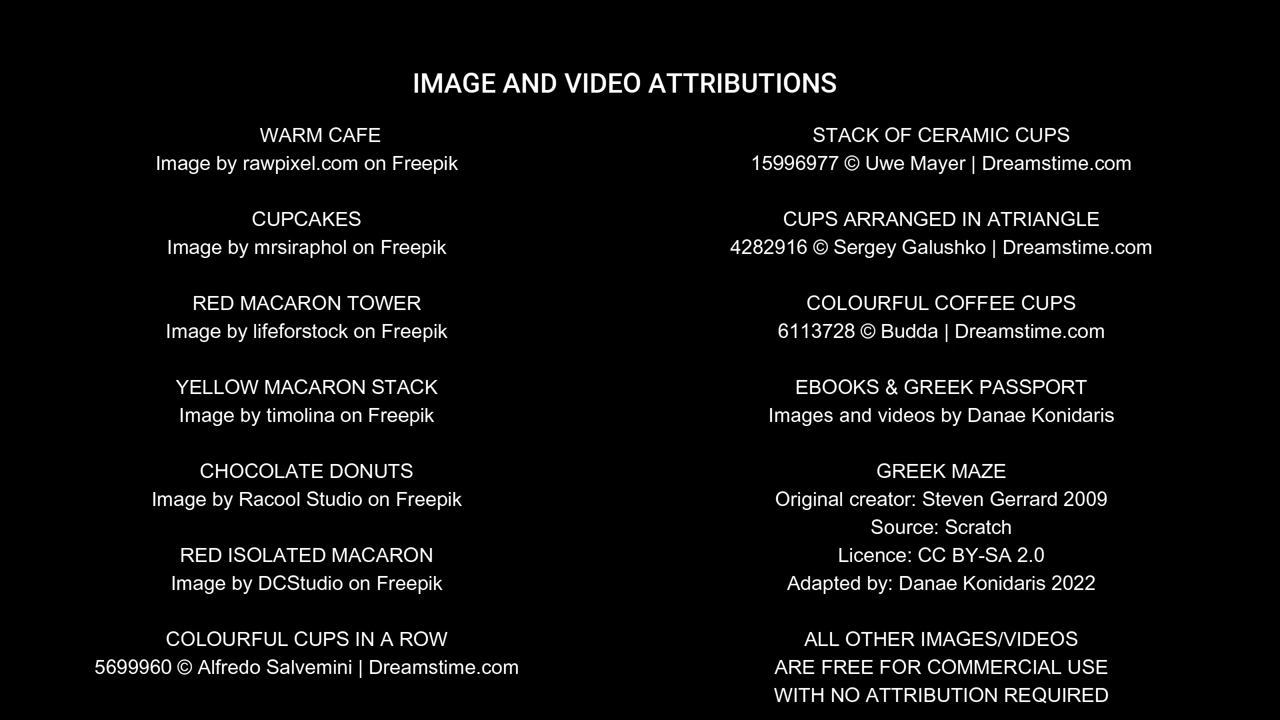 IMAGE AND VIDEO ATTRIBUTIONS
WARM CAFE
Image by rawpixel.com on Freepik
CUPCAKES
Image by mrsiraphol on Freepik
RED MACARON TOWER
Image by lifeforstock on Freepik
YELLOW MACARON STACK
Image by timolina on Freepik
CHOCOLATE DONUTS
Image by Racool Studio on Freepik
RED ISOLATED MACARON
Image by DCStudio on Freepik
COLOURFUL CUPS IN A ROW
5699960 © Alfredo Salvemini | Dreamstime.com
STACK OF CERAMIC CUPS
15996977 © Uwe Mayer | Dreamstime.com
CUPS ARRANGED IN ATRIANGLE
4282916 © Sergey Galushko | Dreamstime.com
COLOURFUL COFFEE CUPS
6113728 © Budda | Dreamstime.com
EBOOKS & GREEK PASSPORT
Images and videos by Danae Konidaris
GREEK MAZE
Original creator: Steven Gerrard 2009
Source: Scratch
Licence: CC BY-SA 2.0
Adapted by: Danae Konidaris 2022
ALL OTHER IMAGES/VIDEOS
ARE FREE FOR COMMERCIAL USE
WITH NO ATTRIBUTION REQUIRED